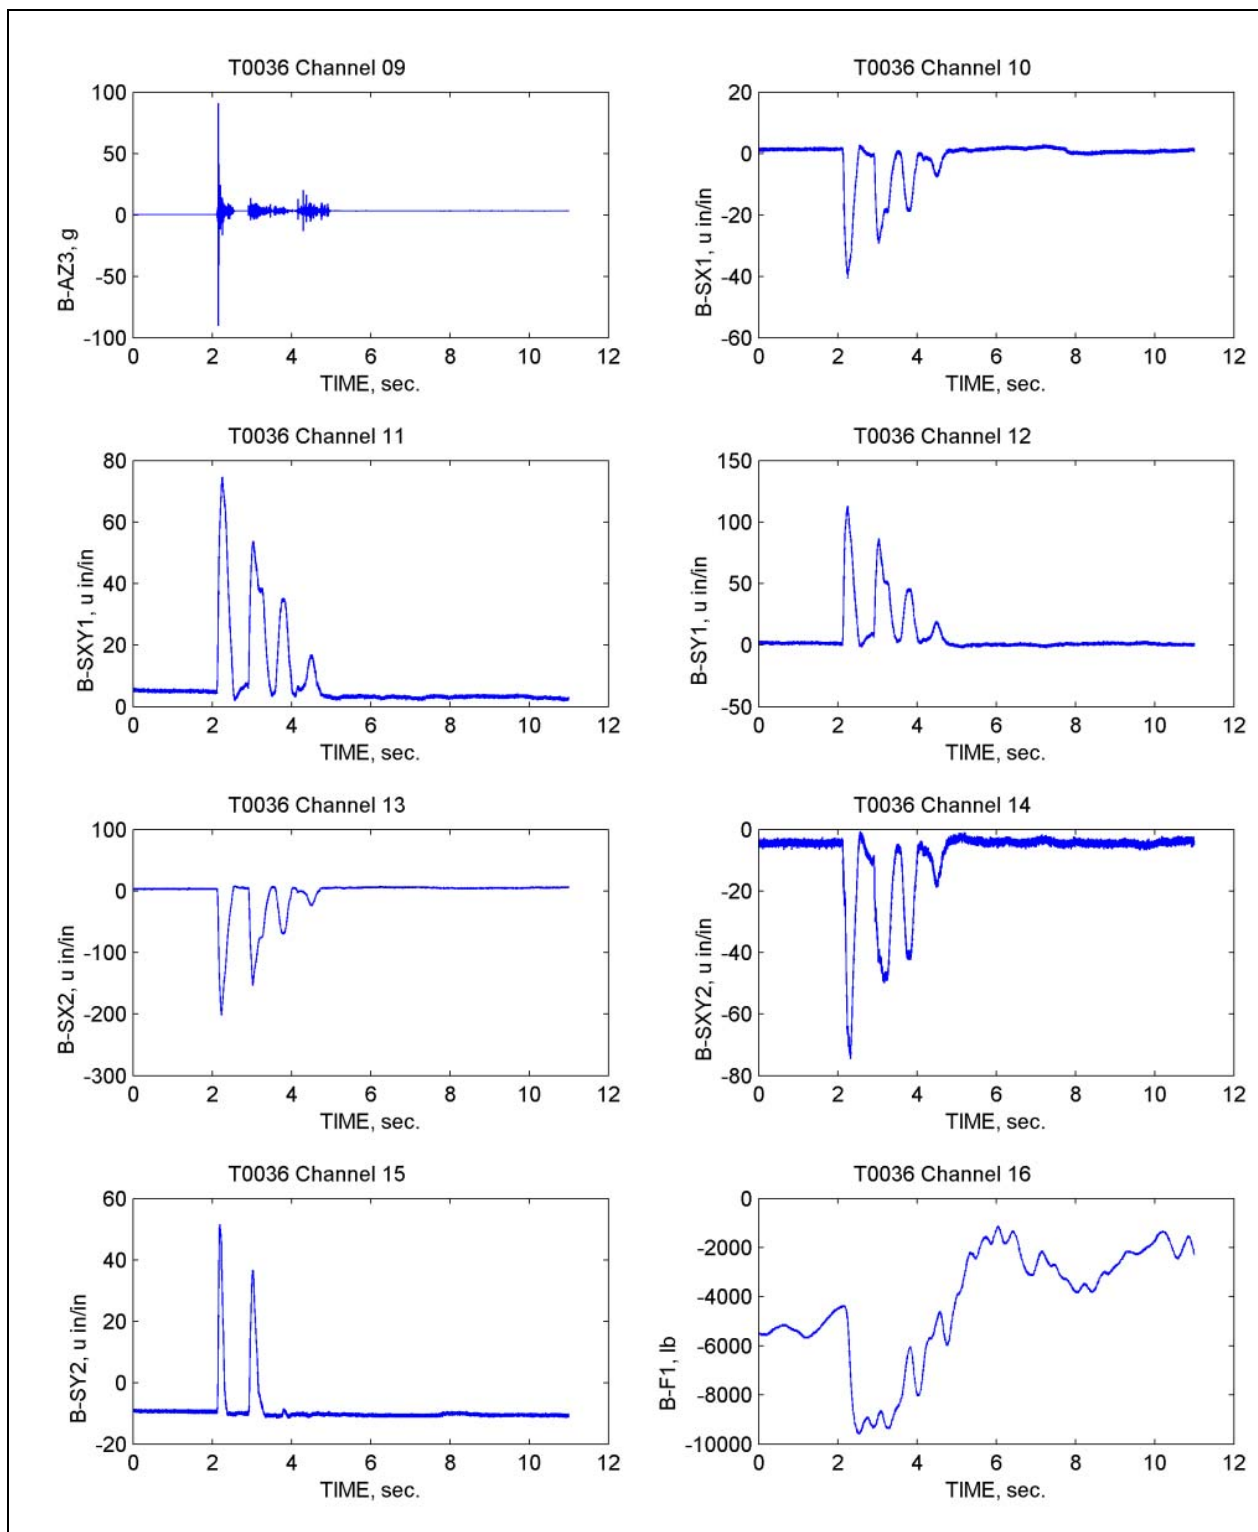 T0036 Channel 09
100
50
0
-50
-100
B-AZ3, g
0 2 4 6 8 10 12
TIME, sec.
T0036 Channel 10
20
0
-20
-40
-60
B-SX1, u in/in
0 2 4 6 8 10 12
TIME, sec.
T0036 Channel 11
80
60
40
20
0
B-SXY1, u in/in
0 2 4 6 8 10 12
TIME, sec.
T0036 Channel 12
150
100
50
0
-50
B-SY1, u in/in
0 2 4 6 8 10 12
TIME, sec.
T0036 Channel 13
100
0
-100
-200
-300
B-SX2, u in/in
0 2 4 6 8 10 12
TIME, sec.
T0036 Channel 14
0
-20
-40
-60
-80
B-SXY2, u in/in
0 2 4 6 8 10 12
TIME, sec.
T0036 Channel 15
60
40
20
0
-20
B-SY2, u in/in
0 2 4 6 8 10 12
TIME, sec.
T0036 Channel 16
0
-2000
-4000
-6000
-8000
-10000
B-F1, lb
0 2 4 6 8 10 12
TIME, sec.